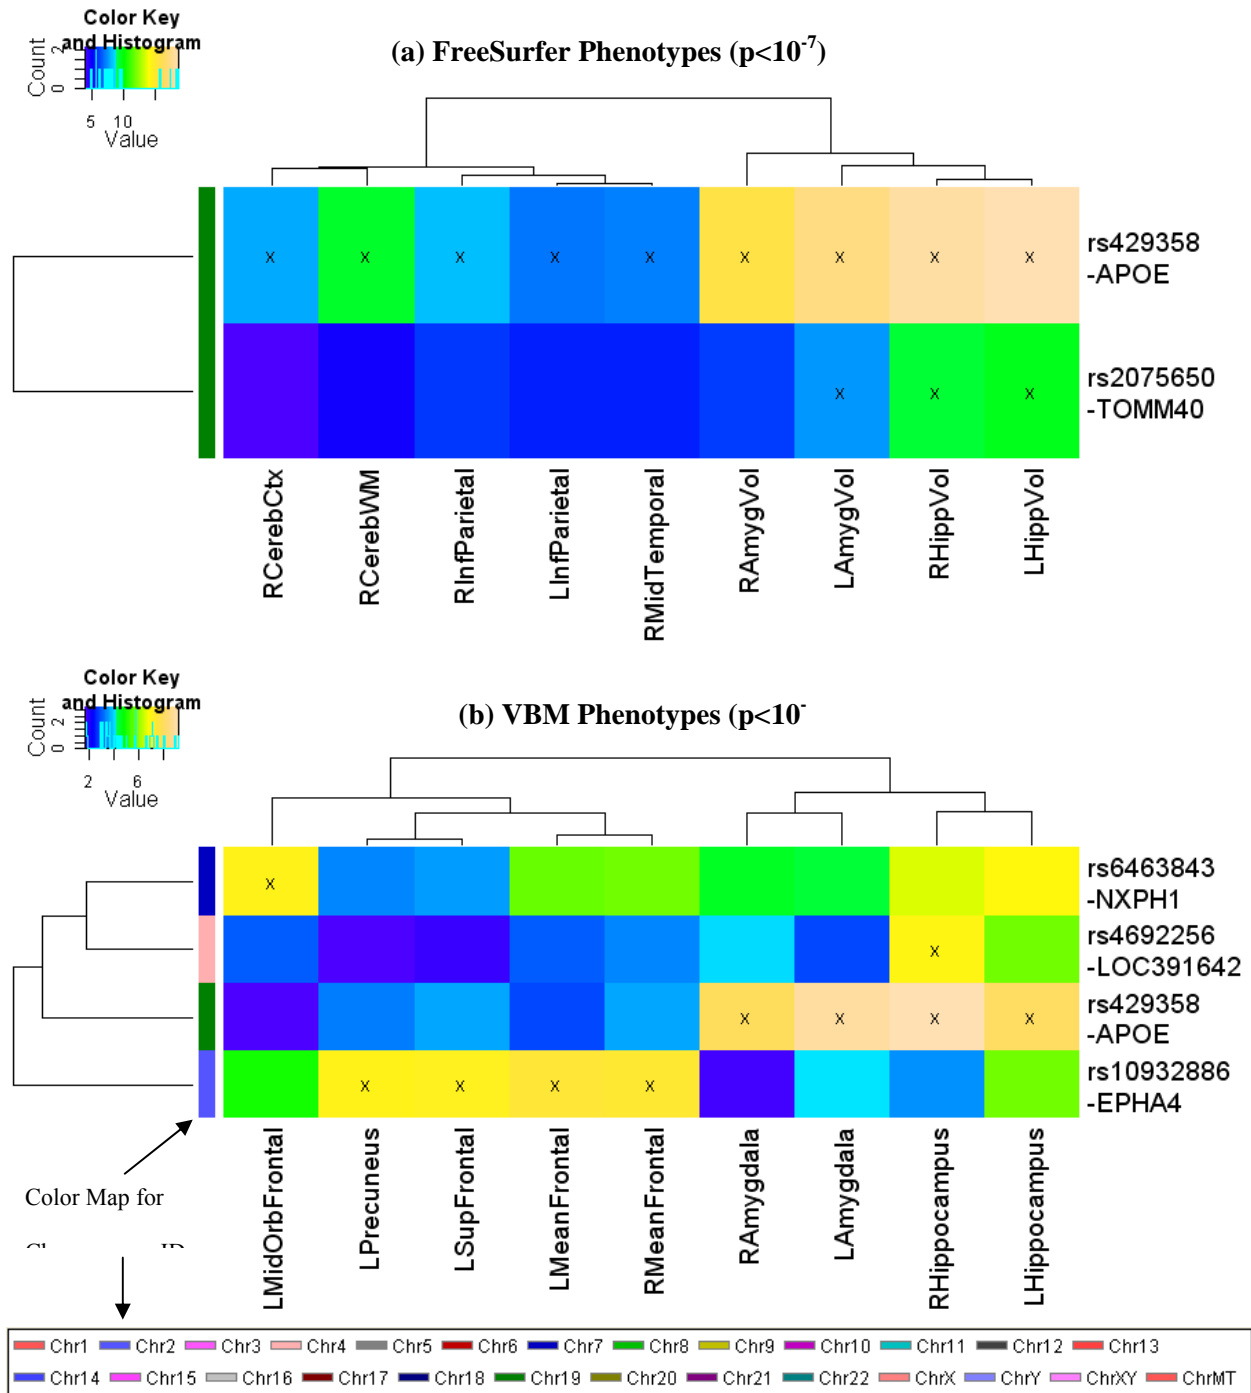 Color Key
and Histogram
Count
0 2
5 10
Value
(a) FreeSurfer Phenotypes (p<10-7)
X X X X X X X X X
rs429358
-APOE
X X X
rs2075650
-TOMM40
RCerebCtx
RCerebWM
RInfParietal
LInfParietal
RMidTemporal
RAmygVol
LAmygVol
RHippVol
LHippVol
Color Key
and Histogram
Count
0 2
2 6
Value
(b) VBM Phenotypes (p<10-
X
rs6463843
-NXPH1
X
rs4692256
-LOC391642
X X X X
rs429358
-APOE
X X X X
rs10932886
-EPHA4
LMidOrbFrontal
LPrecuneus
LSupFrontal
LMeanFrontal
RMeanFrontal
RAmygdala
LAmygdala
RHippocampus
LHippocampus
Color Map for
ID
Chr1 Chr2 Chr3 Chr4 Chr5 Chr6 Chr7 Chr8 Chr9 Chr10 Chr11 Chr12 Chr13
Chr14 Chr15 Chr16 Chr17 Chr18 Chr19 Chr20 Chr21 Chr22 ChrX ChrY ChrXY ChrMT